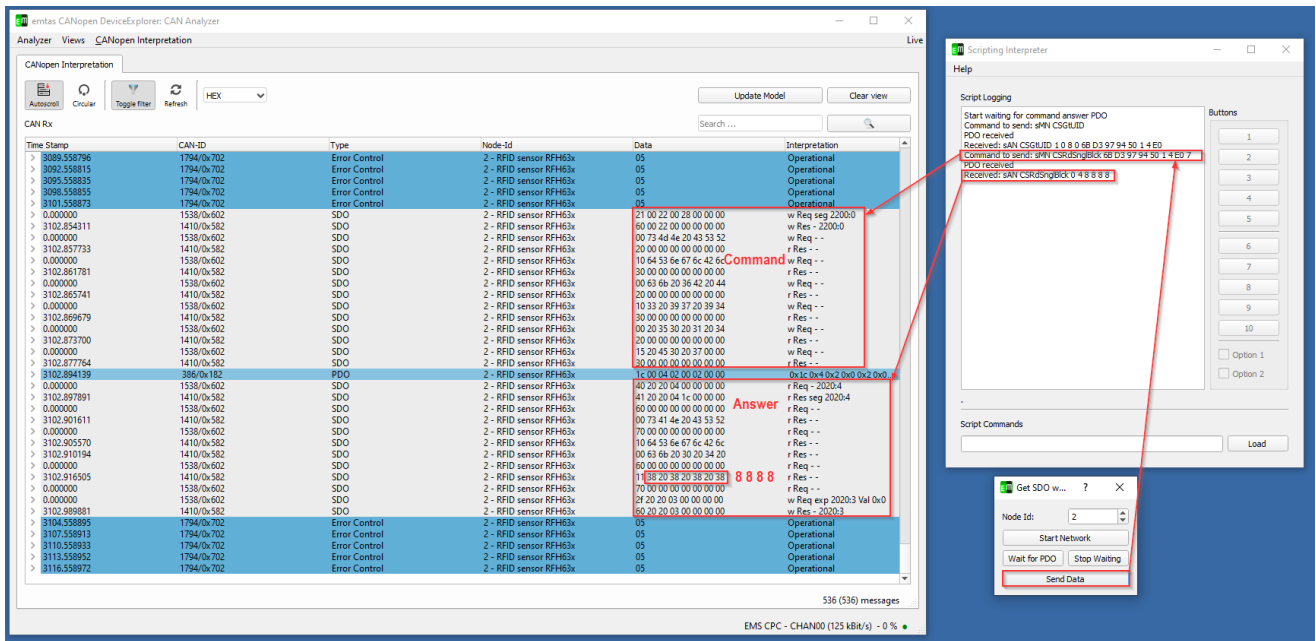 emtas CANopen DeviceExplorer: CAN Analyzer
Analyzer Views CANopen Interpretation Live
CANopen Interpretation
Autoscroll Circular Toggle filter Refresh HEX Update Model Clear view
CAN Rx Search ...
Time Stamp CAN-ID Type Node-Id Data Interpretation
> 3089.558796 1794/0x702 Error Control 2 - RFID sensor RFH63x 05 Operational
> 3092.558815 1794/0x702 Error Control 2 - RFID sensor RFH63x 05 Operational
> 3095.558835 1794/0x702 Error Control 2 - RFID sensor RFH63x 05 Operational
> 3098.558855 1794/0x702 Error Control 2 - RFID sensor RFH63x 05 Operational
> 3101.558873 1794/0x702 Error Control 2 - RFID sensor RFH63x 05 Operational
> 0.000000 1538/0x602 SDO 2 - RFID sensor RFH63x 21 00 22 00 28 00 00 00 w Req seg 2200:0
> 3102.854311 1410/0x582 SDO 2 - RFID sensor RFH63x 60 00 22 00 00 00 00 00 w Res - 2200:0
> 0.000000 1538/0x602 SDO 2 - RFID sensor RFH63x 00 73 4d 4e 20 43 53 52 w Req - -
> 3102.857733 1410/0x582 SDO 2 - RFID sensor RFH63x 20 00 00 00 00 00 00 00 r Res - -
> 0.000000 1538/0x602 SDO 2 - RFID sensor RFH63x 10 64 53 6e 67 6c 42 6c w Req - -
Command
> 3102.861781 1410/0x582 SDO 2 - RFID sensor RFH63x 30 00 00 00 00 00 00 00 r Res - -
> 0.000000 1538/0x602 SDO 2 - RFID sensor RFH63x 00 63 6b 20 36 42 20 44 w Req - -
> 3102.865741 1410/0x582 SDO 2 - RFID sensor RFH63x 20 00 00 00 00 00 00 00 r Res - -
> 0.000000 1538/0x602 SDO 2 - RFID sensor RFH63x 10 33 20 39 37 20 39 34 w Req - -
> 3102.869679 1410/0x582 SDO 2 - RFID sensor RFH63x 30 00 00 00 00 00 00 00 r Res - -
> 0.000000 1538/0x602 SDO 2 - RFID sensor RFH63x 00 20 35 30 20 31 20 34 w Req - -
> 3102.873700 1410/0x582 SDO 2 - RFID sensor RFH63x 20 00 00 00 00 00 00 00 r Res - -
> 0.000000 1538/0x602 SDO 2 - RFID sensor RFH63x 15 20 45 30 20 37 00 00 w Req - -
> 3102.877764 1410/0x582 SDO 2 - RFID sensor RFH63x 30 00 00 00 00 00 00 00 r Res - -
> 3102.894139 386/0x182 PDO 2 - RFID sensor RFH63x 1c 00 04 02 00 02 00 00 0x1c 0x4 0x2 0x0 0x2 0x0
> 0.000000 1538/0x602 SDO 2 - RFID sensor RFH63x 40 20 20 04 00 00 00 00 r Req - 2020:4
> 3102.897891 1410/0x582 SDO 2 - RFID sensor RFH63x 41 20 20 04 1c 00 00 00 r Res seg 2020:4
Answer
> 0.000000 1538/0x602 SDO 2 - RFID sensor RFH63x 60 00 00 00 00 00 00 00 r Req - -
> 3102.901611 1410/0x582 SDO 2 - RFID sensor RFH63x 00 73 41 4e 20 43 53 52 r Res - -
> 0.000000 1538/0x602 SDO 2 - RFID sensor RFH63x 70 00 00 00 00 00 00 00 r Req - -
> 3102.905570 1410/0x582 SDO 2 - RFID sensor RFH63x 10 64 53 6e 67 6c 42 6c r Res - -
> 3102.910194 1410/0x582 SDO 2 - RFID sensor RFH63x 00 63 6b 20 30 20 34 20 r Res - -
> 0.000000 1538/0x602 SDO 2 - RFID sensor RFH63x 60 00 00 00 00 00 00 00 r Req - -
> 3102.916505 1410/0x582 SDO 2 - RFID sensor RFH63x 11 38 20 38 20 38 20 38 8 8 8 8 r Res - -
> 0.000000 1538/0x602 SDO 2 - RFID sensor RFH63x 70 00 00 00 00 00 00 00 r Req - -
> 0.000000 1538/0x602 SDO 2 - RFID sensor RFH63x 2f 20 20 03 00 00 00 00 w Req exp 2020:3 Val 0x0
> 3102.989881 1410/0x582 SDO 2 - RFID sensor RFH63x 60 20 20 03 00 00 00 00 w Res - 2020:3
> 3104.558895 1794/0x702 Error Control 2 - RFID sensor RFH63x 05 Operational
> 3107.558913 1794/0x702 Error Control 2 - RFID sensor RFH63x 05 Operational
> 3110.558933 1794/0x702 Error Control 2 - RFID sensor RFH63x 05 Operational
> 3113.558952 1794/0x702 Error Control 2 - RFID sensor RFH63x 05 Operational
> 3116.558972 1794/0x702 Error Control 2 - RFID sensor RFH63x 05 Operational
536 (536) messages
EMS CPC - CHAN00 (125 kBit/s) - 0 %
Scripting Interpreter
Help
Script Logging
Start waiting for command answer PDO
Command to send: sMN CSGtUID
PDO received
Received: sAN CSGtUID 1 0 8 0 6B D3 97 94 50 1 4 E0
Command to send: sMN CSRdSnglBlck 6B D3 97 94 50 1 4 E0 7
PDO received
Received: sAN CSRdSnglBlck 0 4 8 8 8 8
Buttons
1
2
3
4
5
6
7
8
9
10
Option 1
Option 2
-
Script Commands
Load
Get SDO w... ?
Node Id: 2
Start Network
Wait for PDO Stop Waiting
Send Data